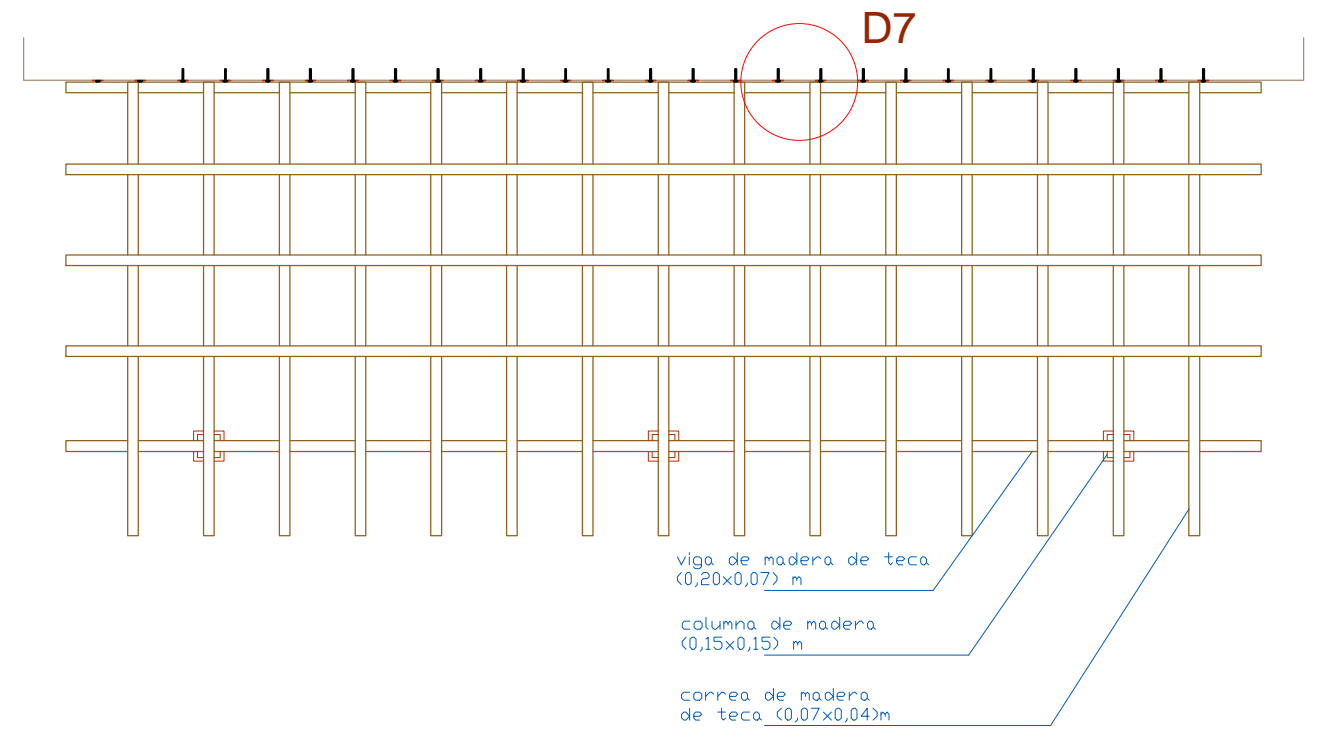 D7
viga de madera de teca
(0,20x0,07) m
columna de madera
(0,15x0,15) m
correa de madera
de teca (0,07x0,04)m